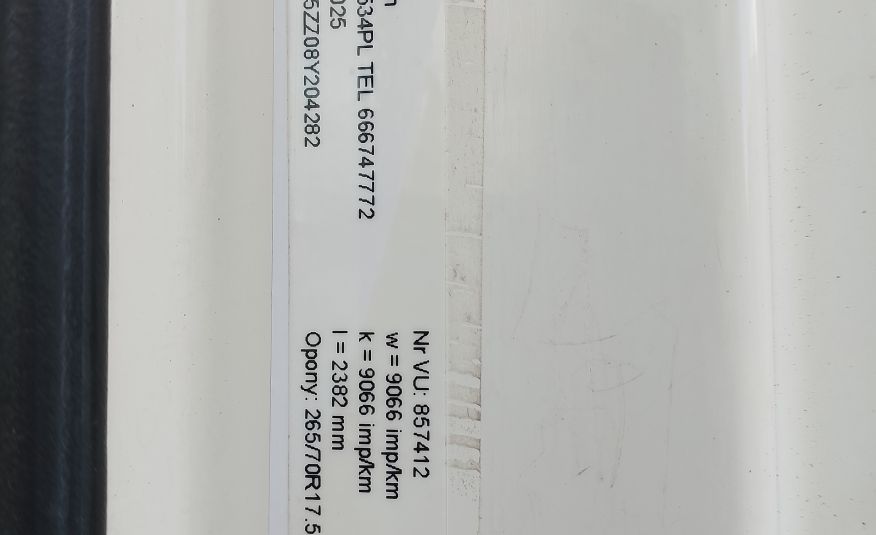 534PL TEL 666747772
025
5ZZ08Y204282
Nr VU: 857412
w = 9066 imp/km
k = 9066 imp/km
l = 2382 mm
Opony: 265/70R17.5